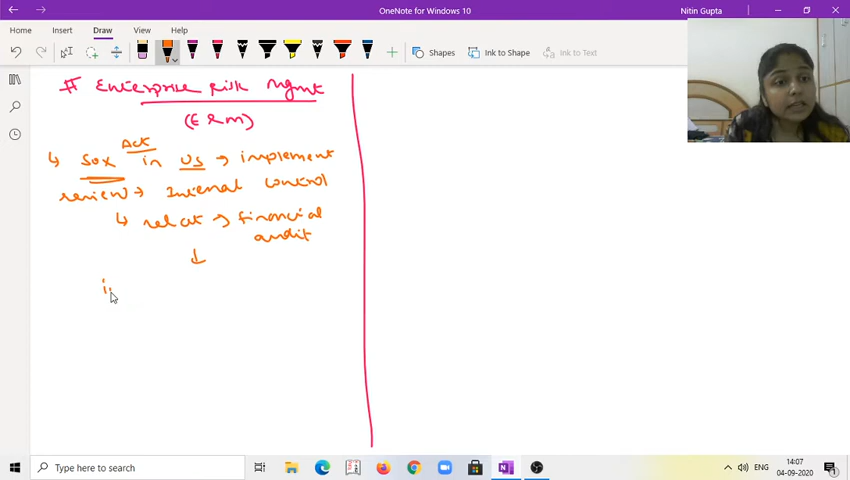 OneNote for Windows 10
Nitin Gupta
Home Insert Draw View Help
Shapes Ink to Shape Ink to Text
# Enterprise Risk Mgmt
(ERM)
↳ SOX Act in US → implement
review → Internal control
↳ relat → financial
audit
↓
i.
Type here to search
ENG
14:07
04-09-2020